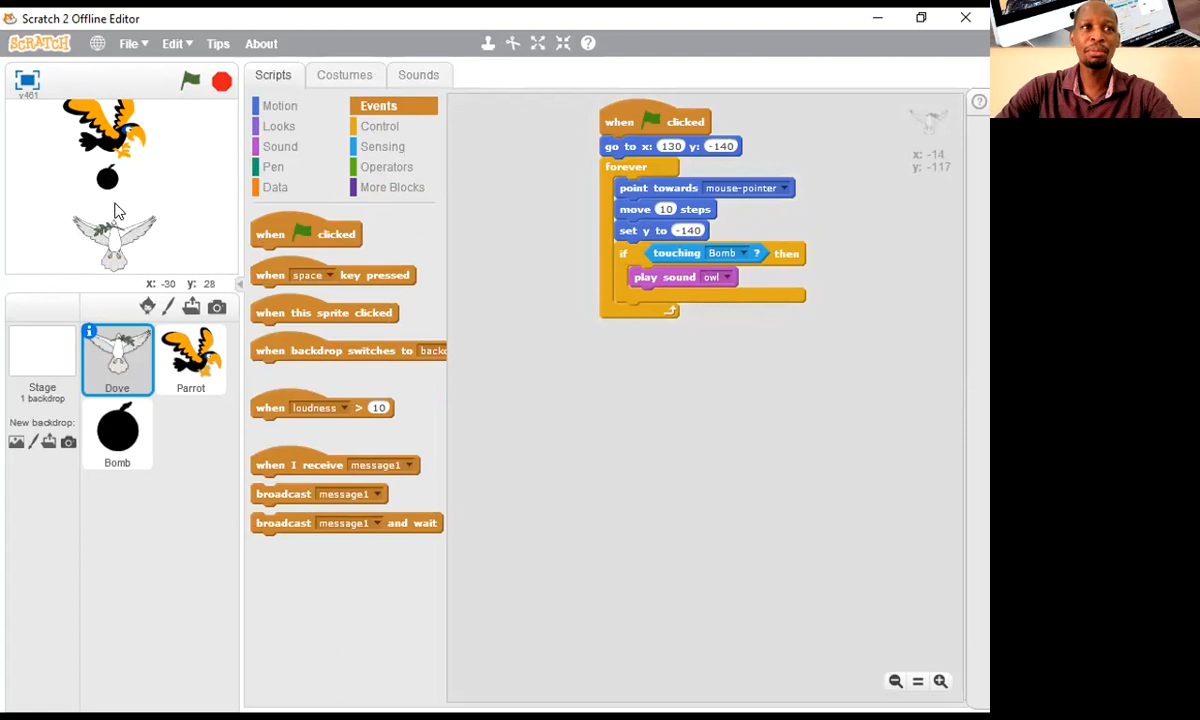 Scratch 2 Offline Editor
SCRATCH File Edit Tips About
v461
Scripts Costumes Sounds
Motion Events
Looks Control
Sound Sensing
Pen Operators
Data More Blocks
when clicked
when space key pressed
when this sprite clicked
when backdrop switches to backd
when loudness > 10
when I receive message1
broadcast message1
broadcast message1 and wait
when clicked
go to x: 130 y: -140
forever
point towards mouse-pointer
move 10 steps
set y to -140
if touching Bomb ? then
play sound owl
x: -14
y: -117
x: -30 y: 28
Stage
1 backdrop
New backdrop:
Dove
Parrot
Bomb